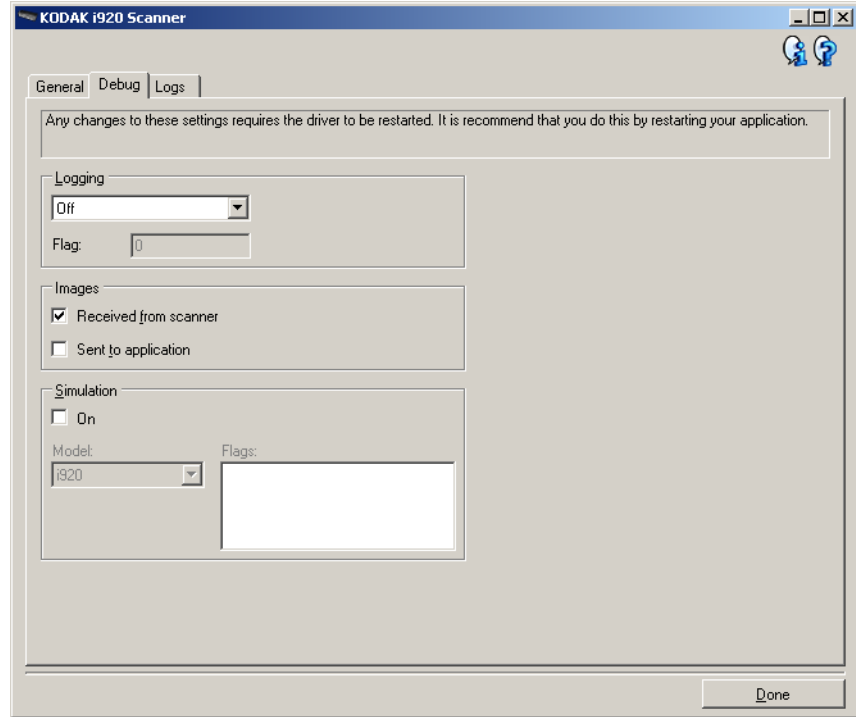 KODAK i920 Scanner
General Debug Logs
Any changes to these settings requires the driver to be restarted. It is recommend that you do this by restarting your application.
Logging
Off
Flag: 0
Images
Received from scanner
Sent to application
Simulation
On
Model: Flags:
i920
Done